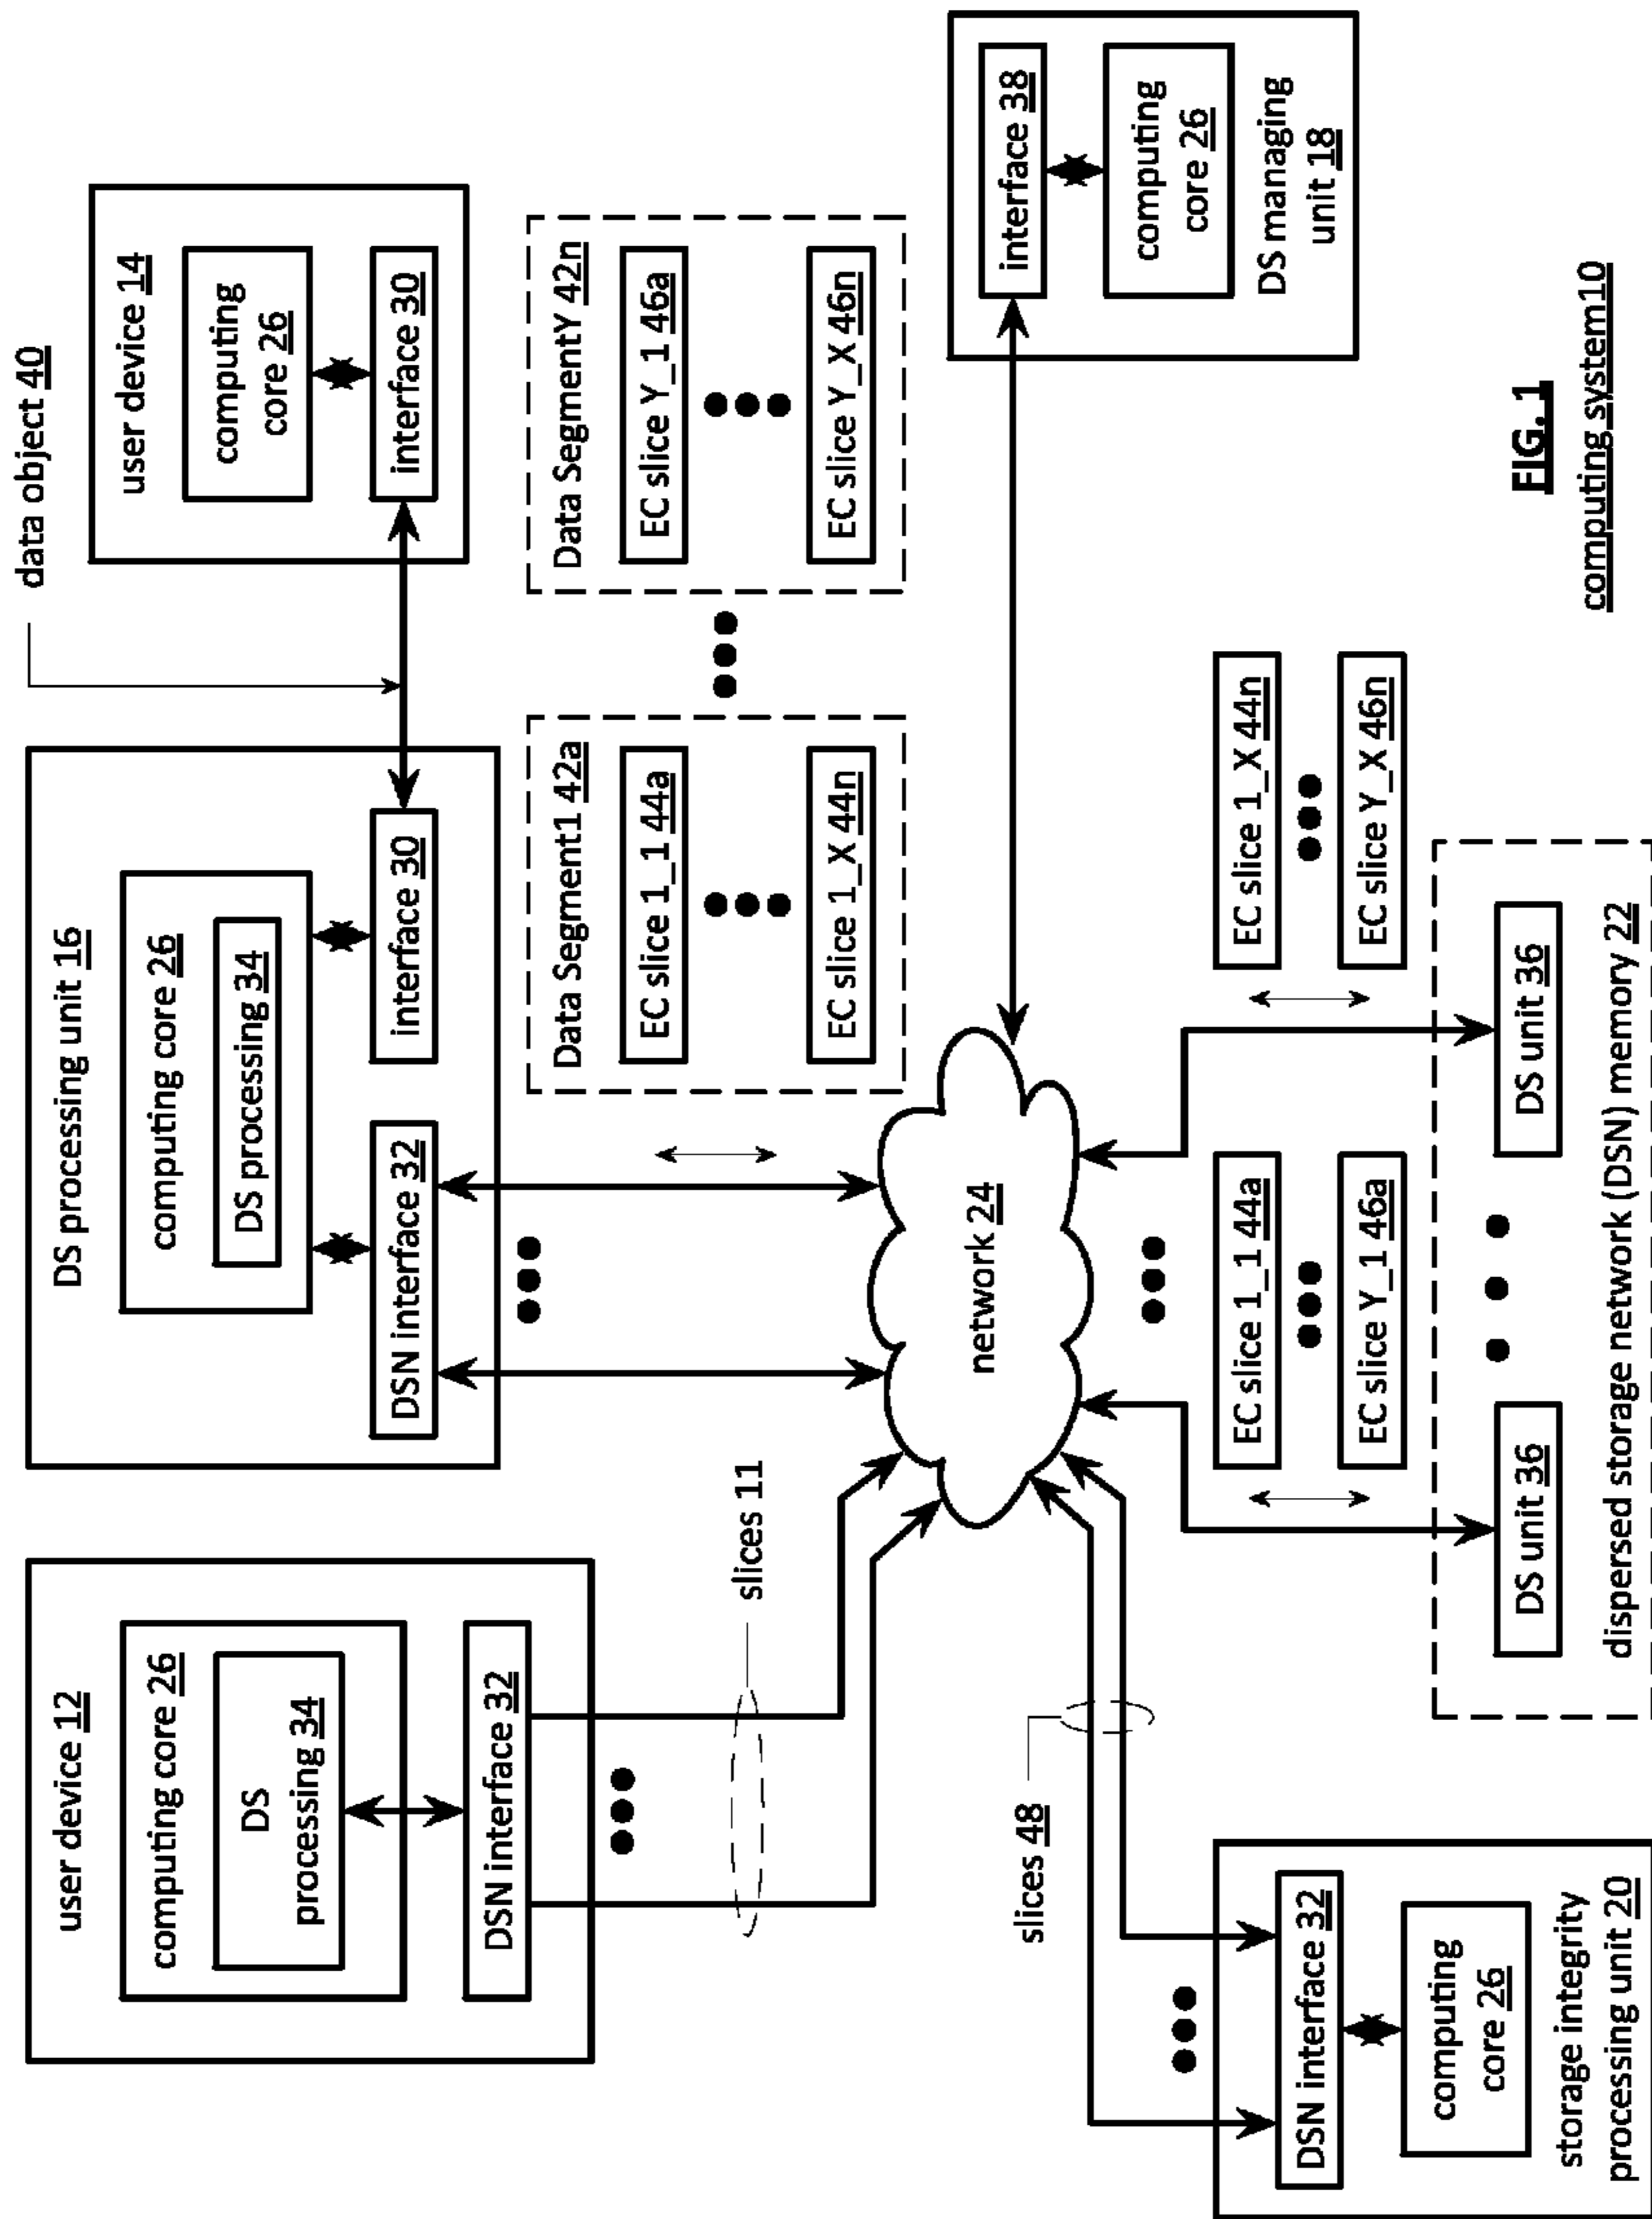 user device 12
computing core 26
DS
processing 34
DSN interface 32
DS processing unit 16
computing core 26
DS processing 34
DSN interface 32
interface 30
data object 40
user device 14
computing
core 26
interface 30
slices 11
Data Segment1 42a
EC slice 1_1 44a
EC slice 1_X 44n
Data SegmentY 42n
EC slice Y_1 46a
EC slice Y_X 46n
network 24
slices 48
interface 38
computing
core 26
DS managing
unit 18
DSN interface 32
computing
core 26
storage integrity
processing unit 20
EC slice 1_1 44a
EC slice Y_1 46a
EC slice 1_X 44n
EC slice Y_X 46n
DS unit 36
DS unit 36
dispersed storage network (DSN) memory 22
FIG. 1
computing system10